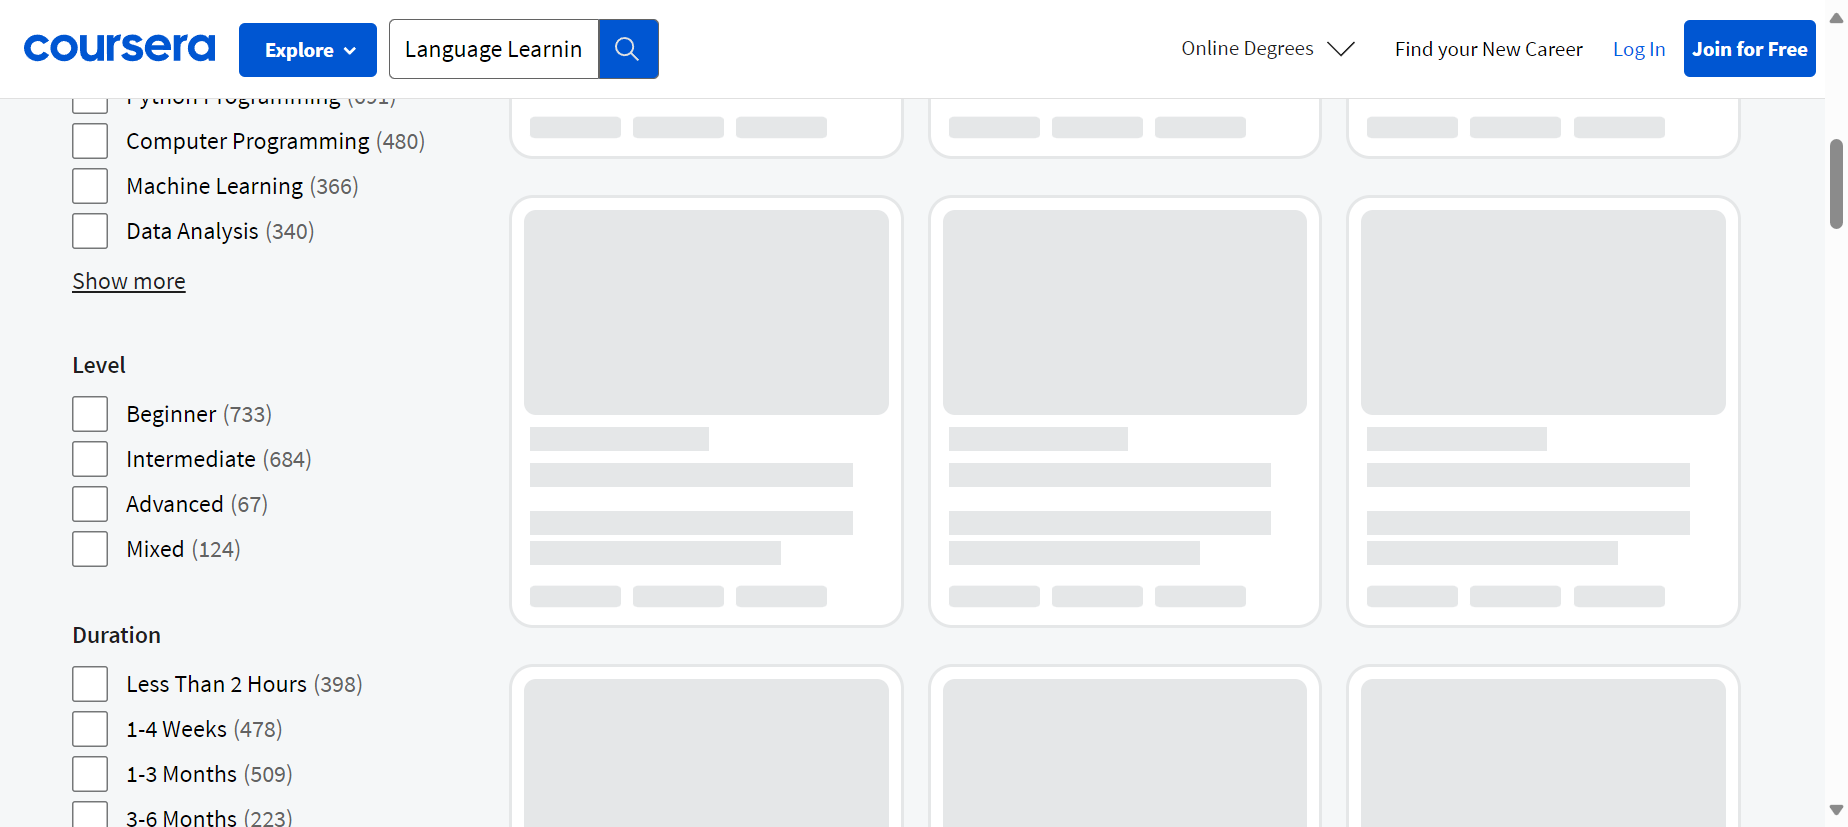 coursera
Explore
Language Learnin
Online Degrees
Find your New Career
Log In
Join for Free
Python Programming (691)
Computer Programming (480)
Machine Learning (366)
Data Analysis (340)
Show more
Level
Beginner (733)
Intermediate (684)
Advanced (67)
Mixed (124)
Duration
Less Than 2 Hours (398)
1-4 Weeks (478)
1-3 Months (509)
3-6 Months (223)